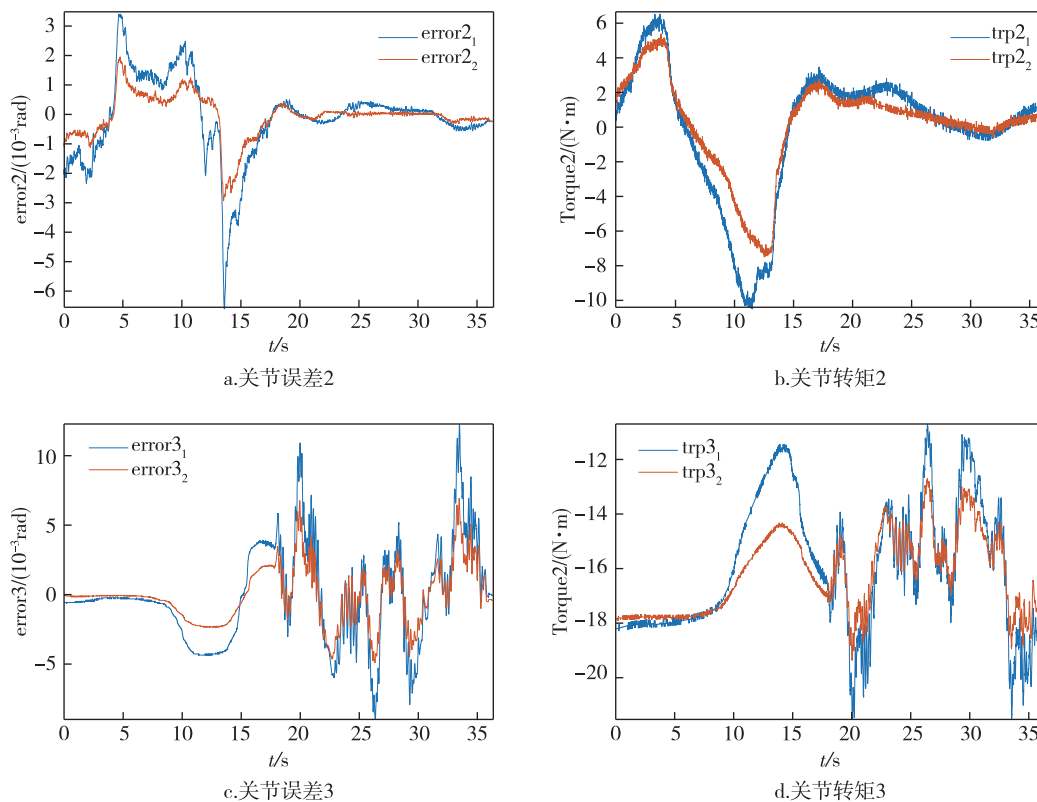 error2/(10⁻³rad)
3
2
1
0
-1
-2
-3
-4
-5
-6
error2₁
error2₂
0 5 10 15 20 25 30 35
t/s
a.关节误差2
Torque2/(N·m)
6
4
2
0
-2
-4
-6
-8
-10
trp2₁
trp2₂
0 5 10 15 20 25 30 35
t/s
b.关节转矩2
error3/(10⁻³rad)
10
5
0
-5
error3₁
error3₂
0 5 10 15 20 25 30 35
t/s
c.关节误差3
Torque2/(N·m)
-12
-14
-16
-18
-20
trp3₁
trp3₂
0 5 10 15 20 25 30 35
t/s
d.关节转矩3